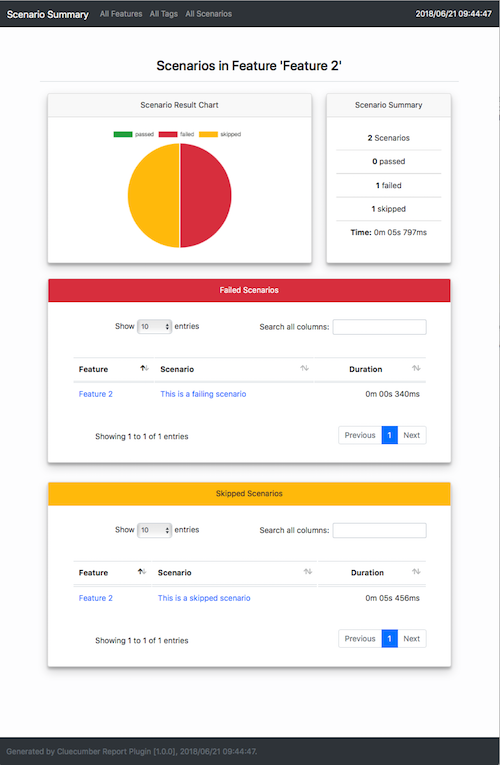 Scenario Summary All Features All Tags All Scenarios 2018/06/21 09:44:47
Scenarios in Feature 'Feature 2'
Scenario Result Chart
passed failed skipped
Scenario Summary
2 Scenarios
0 passed
1 failed
1 skipped
Time: 0m 05s 797ms
Failed Scenarios
Show 10 entries Search all columns:
Feature Scenario Duration
Feature 2 This is a failing scenario 0m 00s 340ms
Showing 1 to 1 of 1 entries Previous 1 Next
Skipped Scenarios
Show 10 entries Search all columns:
Feature Scenario Duration
Feature 2 This is a skipped scenario 0m 05s 456ms
Showing 1 to 1 of 1 entries Previous 1 Next
Generated by Cluecumber Report Plugin [1.0.0], 2018/06/21 09:44:47.